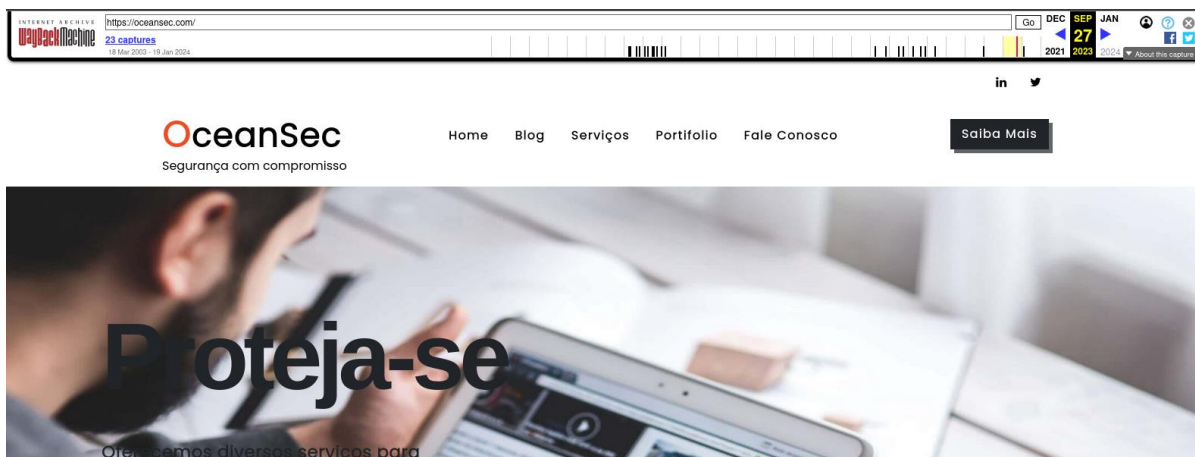 INTERNET ARCHIVE
WayBackMachine
https://oceansec.com/
Go
DEC SEP JAN
23 captures
27
18 Mar 2003 - 19 Jan 2024
2021 2023 2024
About this capture
OceanSec
Segurança com compromisso
Home Blog Serviços Portifolio Fale Conosco
Saiba Mais
Proteja-se
Oferecemos diversos serviços para